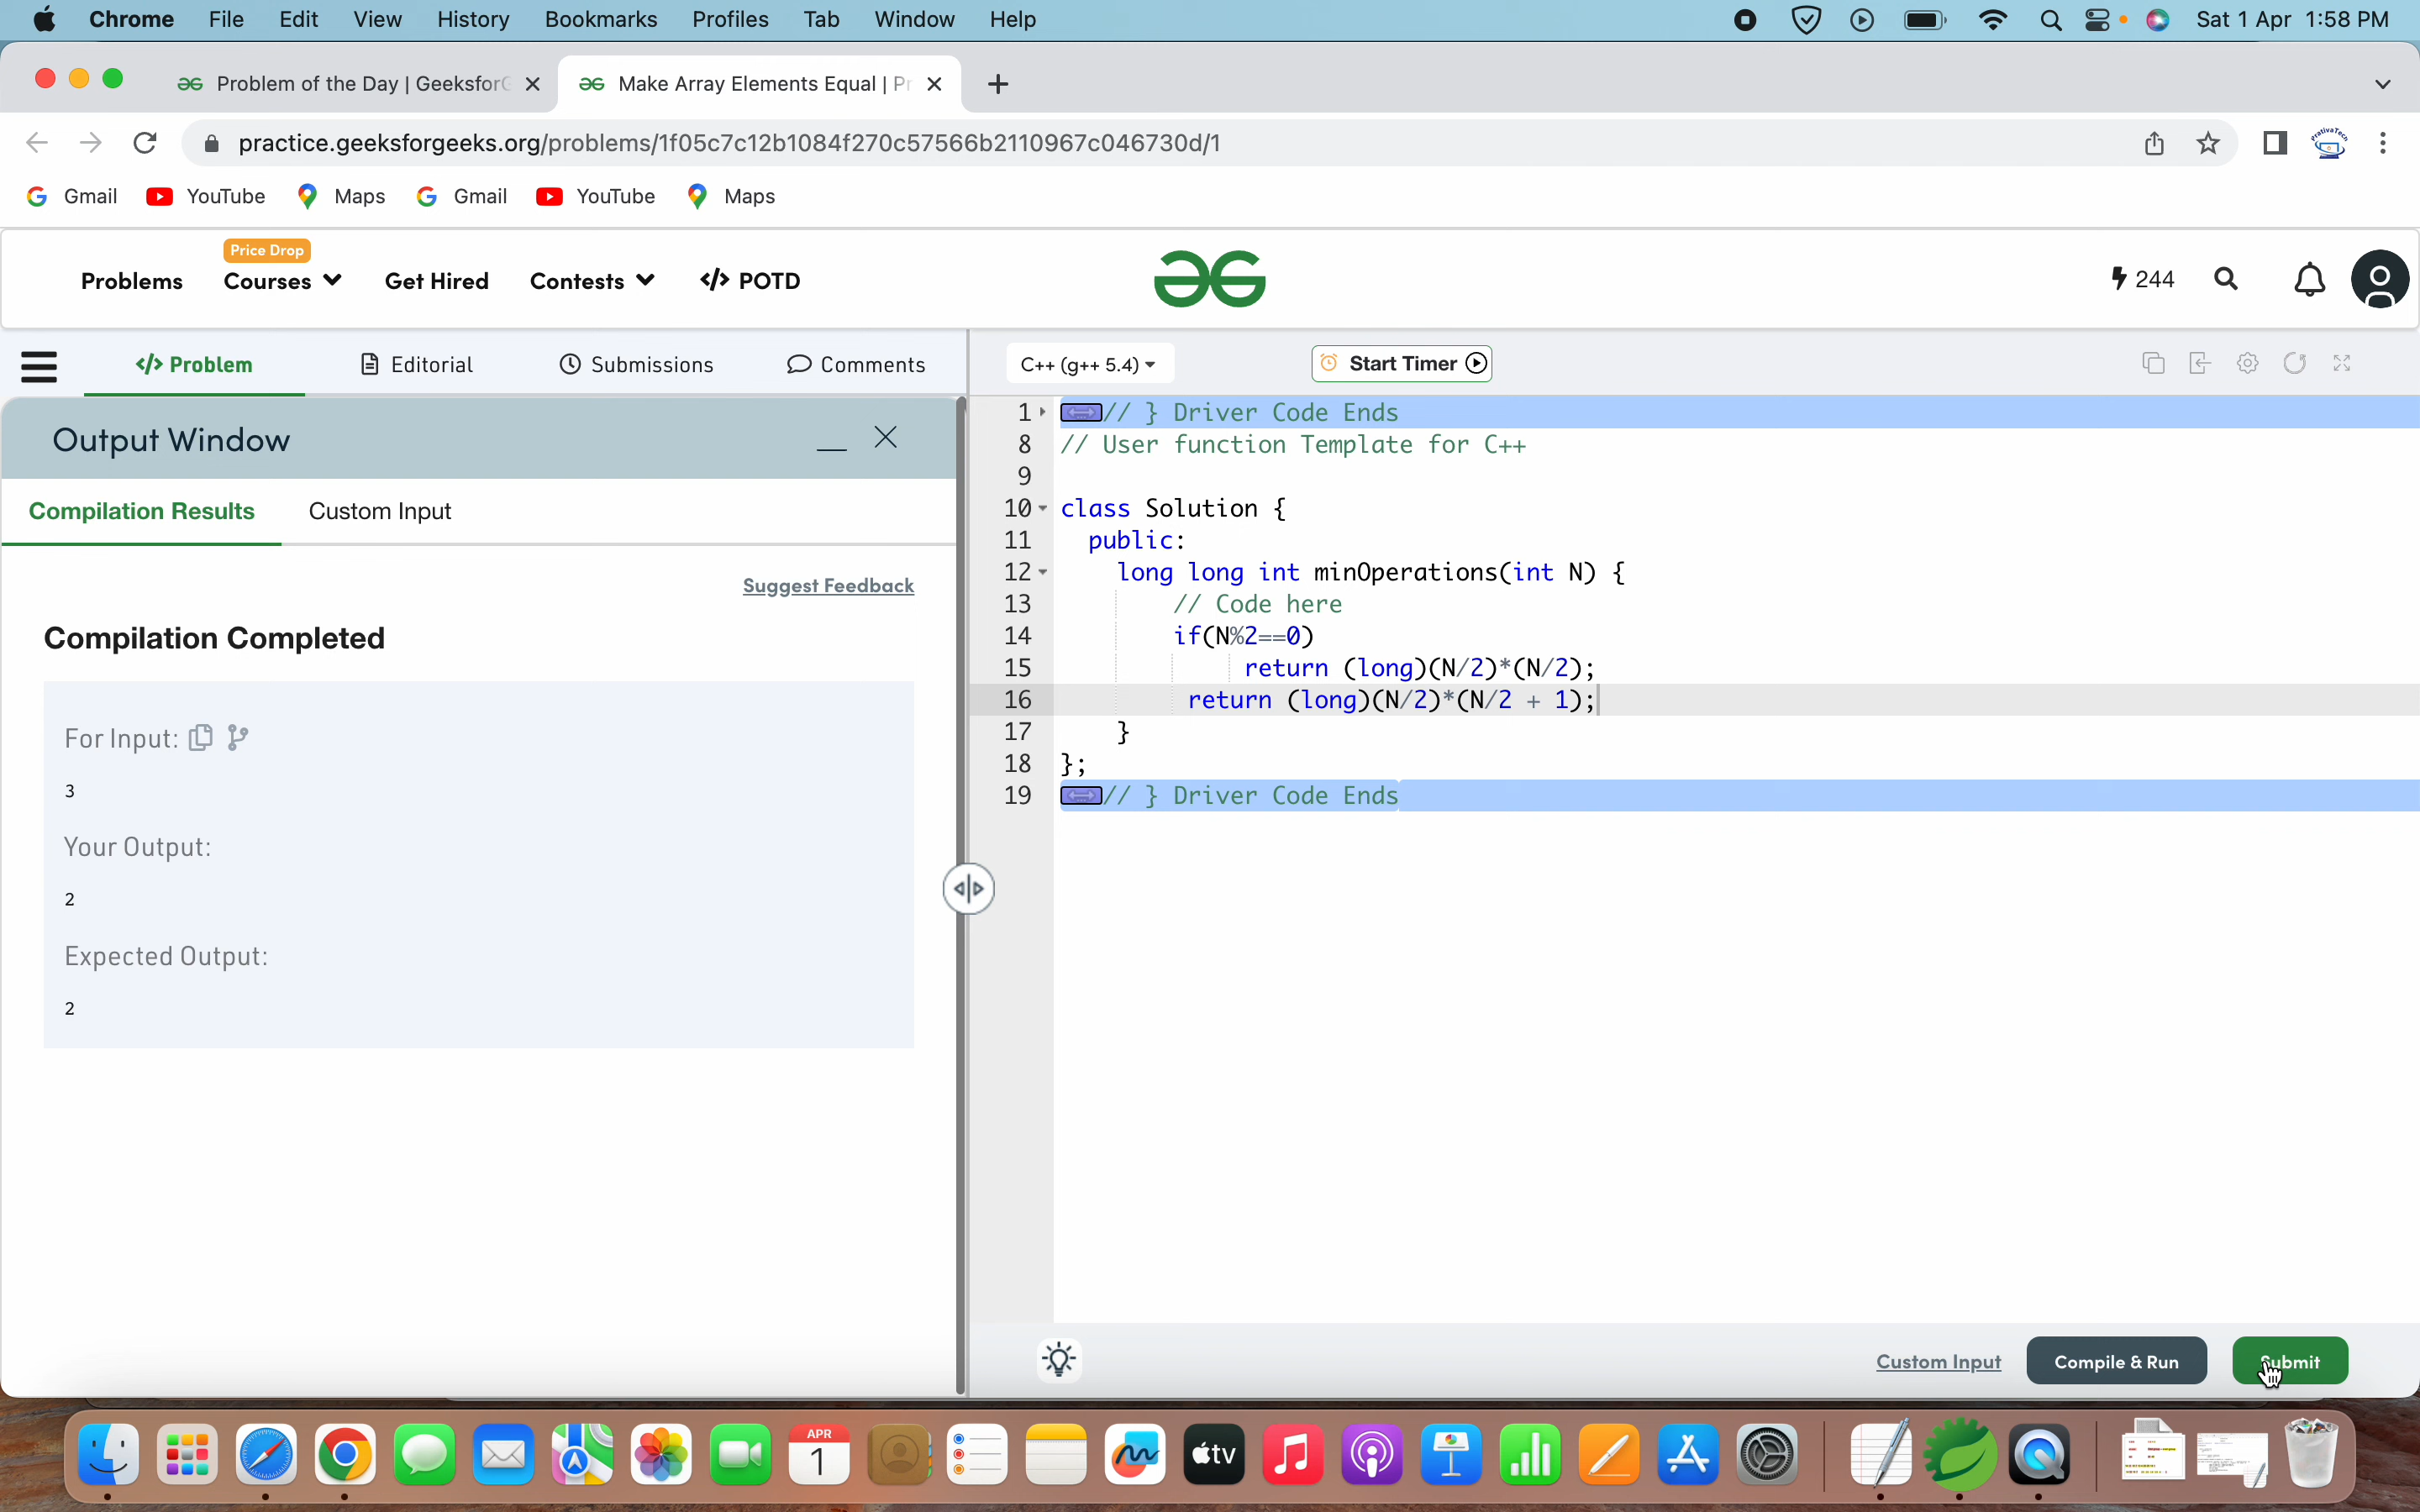 Chrome File Edit View History Bookmarks Profiles Tab Window Help Sat 1 Apr 1:58 PM
Problem of the Day | Geeksfor Make Array Elements Equal | Pr
practice.geeksforgeeks.org/problems/1f05c7c12b1084f270c57566b2110967c046730d/1
Gmail YouTube Maps Gmail YouTube Maps
Price Drop
Problems Courses Get Hired Contests </> POTD 244
</> Problem Editorial Submissions Comments C++ (g++ 5.4) Start Timer
Output Window
Compilation Results Custom Input
Suggest Feedback
Compilation Completed
For Input:
3
Your Output:
2
Expected Output:
2
1 // } Driver Code Ends
8 // User function Template for C++
9
10 class Solution {
11 public:
12 long long int minOperations(int N) {
13 // Code here
14 if(N%2==0)
15 return (long)(N/2)*(N/2);
16 return (long)(N/2)*(N/2 + 1);
17 }
18 };
19 // } Driver Code Ends
Custom Input Compile & Run Submit
APR
1
tv